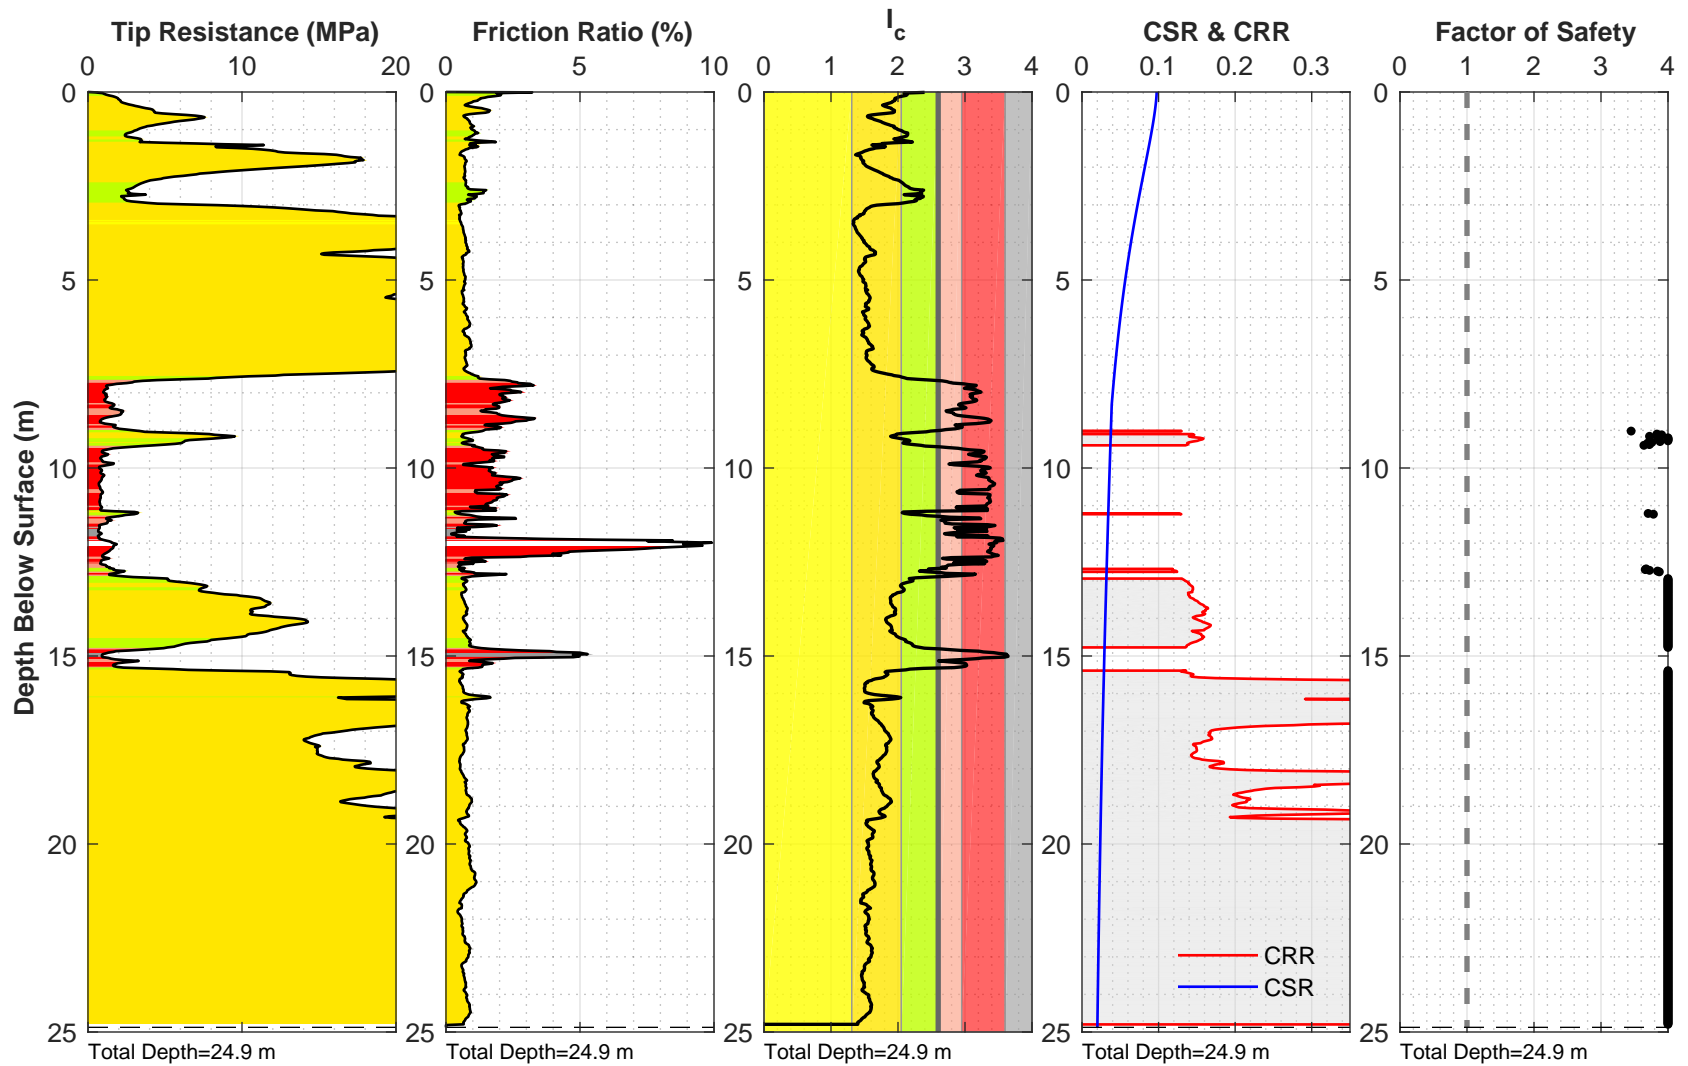 Tip Resistance (MPa)
Friction Ratio (%)
I_c
CSR & CRR
Factor of Safety
0 10 20
0 5 10
0 1 2 3 4
0 0.1 0.2 0.3
0 1 2 3 4
Depth Below Surface (m)
0 0 0 0 0
5 5 5 5 5
10 10 10 10 10
15 15 15 15 15
20 20 20 20 20
25 25 25 25 25
CRR
CSR
Total Depth=24.9 m
Total Depth=24.9 m
Total Depth=24.9 m
Total Depth=24.9 m
Total Depth=24.9 m